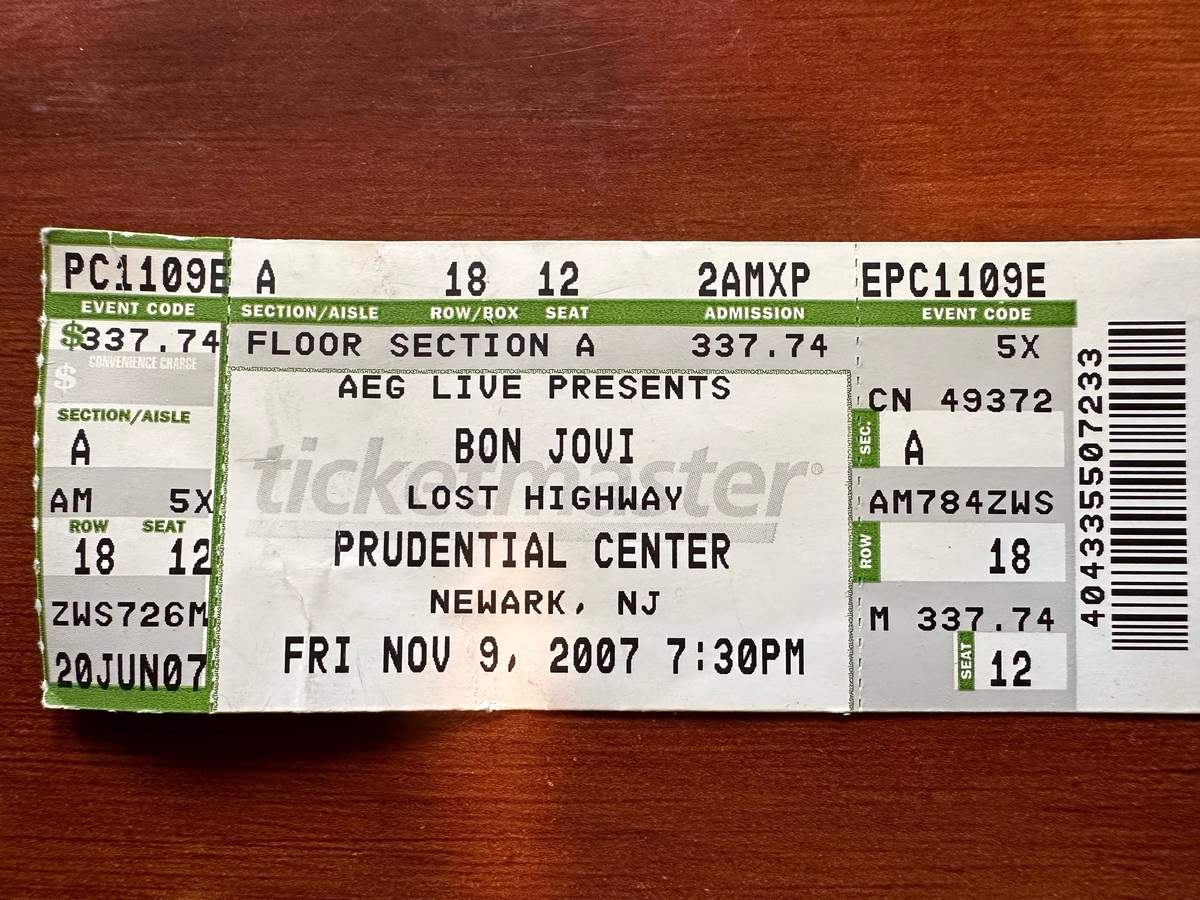 PC1109E
EVENT CODE
$337.74
CONVENIENCE CHARGE
$
SECTION/AISLE
A
AM 5X
ROW SEAT
18 12
ZWS726M
20JUN07
A 18 12 2AMXP
SECTION/AISLE ROW/BOX SEAT ADMISSION
FLOOR SECTION A 337.74
AEG LIVE PRESENTS
BON JOVI
ticketmaster®
LOST HIGHWAY
PRUDENTIAL CENTER
NEWARK, NJ
FRI NOV 9, 2007 7:30PM
EPC1109E
EVENT CODE
5X
CN 49372
SEC. A
AM784ZWS
ROW 18
M 337.74
SEAT 12
404335507233